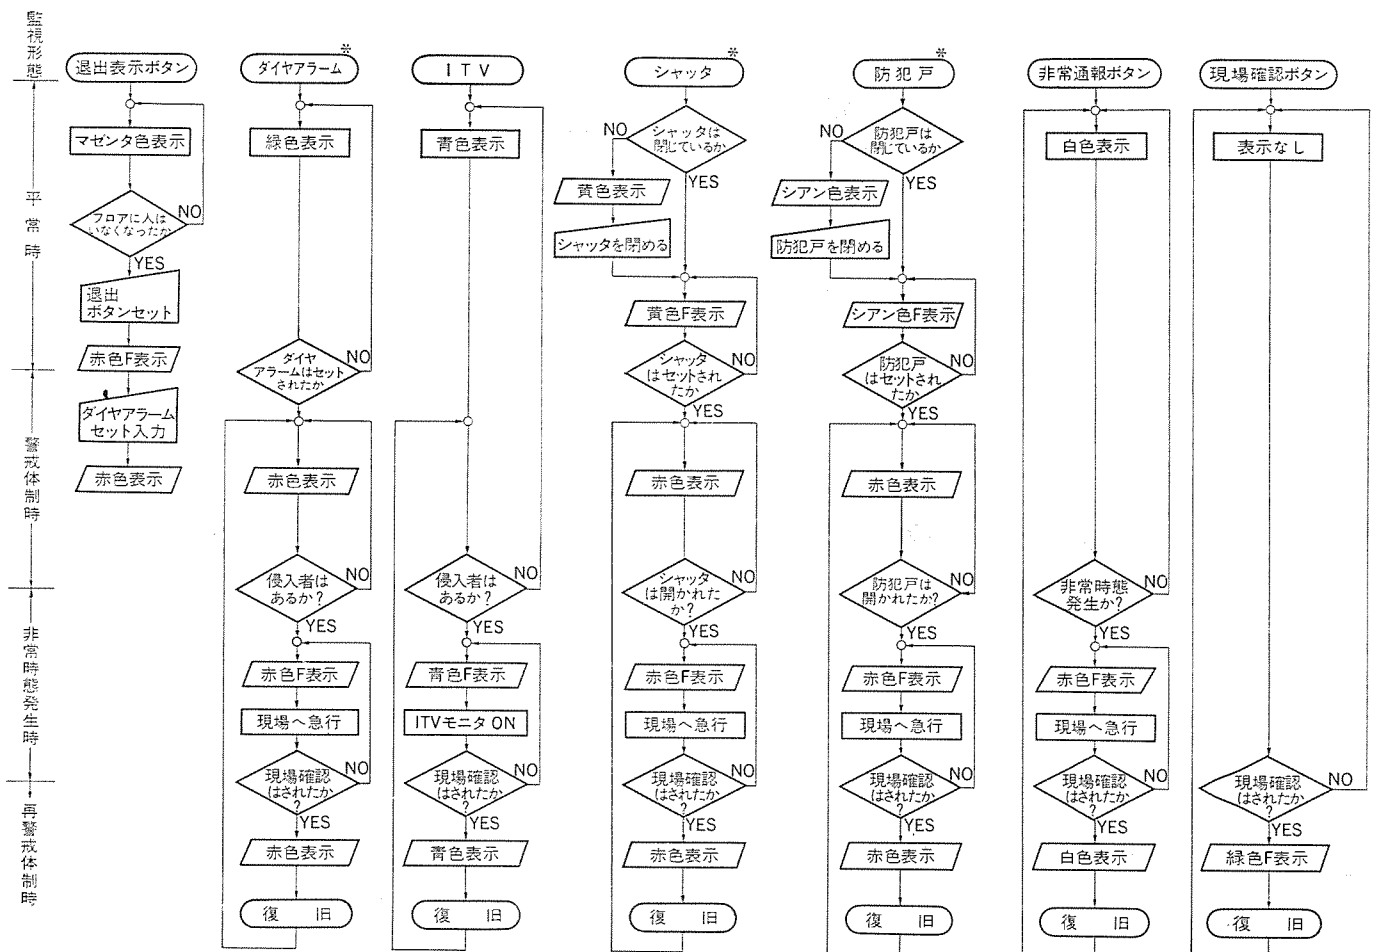 監視形態
平常時
警戒体制時
非常時態発生時
再警戒体制時
退出表示ボタン
マゼンタ色表示
フロアに人は
いなくなったか
NO
YES
退出
ボタンセット
赤色F表示
ダイヤアラーム
セット入力
赤色表示
*
ダイヤアラーム
緑色表示
ダイヤ
アラームはセット
されたか
NO
赤色表示
侵入者は
あるか?
NO
YES
赤色F表示
現場へ急行
現場確認
はされたか
?
NO
YES
赤色表示
復 旧
ITV
青色表示
侵入者は
あるか?
NO
YES
青色F表示
ITVモニタON
現場確認
はされたか
?
NO
YES
青色表示
復 旧
*
シャッタ
シャッタは
閉じているか
NO
YES
黄色表示
シャッタを閉める
黄色F表示
シャッタ
はセットされ
たか
NO
YES
赤色表示
シャッタ
は開かれた
か?
NO
YES
赤色F表示
現場へ急行
現場確認
はされたか
?
NO
YES
赤色表示
復 旧
*
防犯戸
防犯戸は
閉じているか
NO
YES
シアン色表示
防犯戸を閉める
シアン色F表示
防犯戸
はセットされ
たか
NO
YES
赤色表示
防犯戸は
開かれたか?
NO
YES
赤色F表示
現場へ急行
現場確認
はされたか
?
NO
YES
赤色表示
復 旧
非常通報ボタン
白色表示
非常時態
発生か?
NO
YES
赤色F表示
現場へ急行
現場確認
はされたか
?
NO
YES
白色表示
復 旧
現場確認ボタン
表示なし
現場確認
はされたか
?
NO
YES
緑色F表示
復 旧